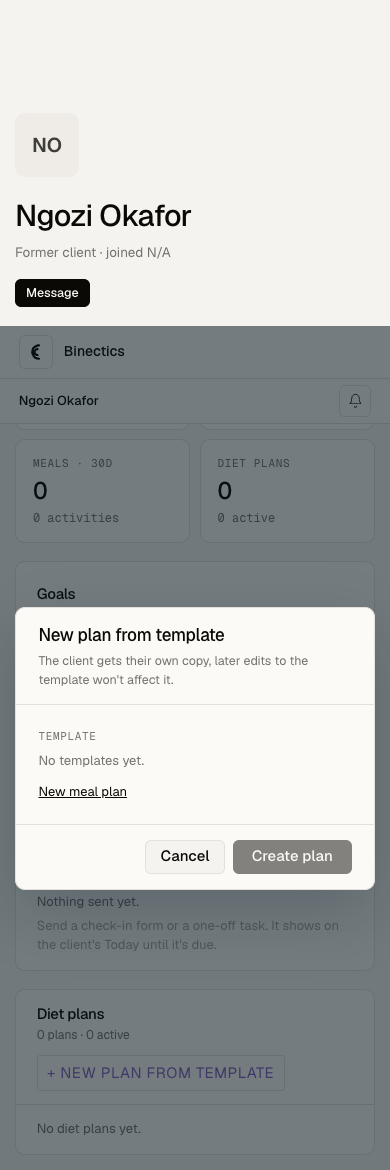 NO
Ngozi Okafor
Former client · joined N/A
Message
Binectics
Ngozi Okafor
MEALS · 30D
0
0 activities
DIET PLANS
0
0 active
Goals
New plan from template
The client gets their own copy, later edits to the
template won't affect it.
TEMPLATE
No templates yet.
New meal plan
Cancel
Create plan
Nothing sent yet.
Send a check-in form or a one-off task. It shows on
the client's Today until it's due.
Diet plans
0 plans · 0 active
+ NEW PLAN FROM TEMPLATE
No diet plans yet.